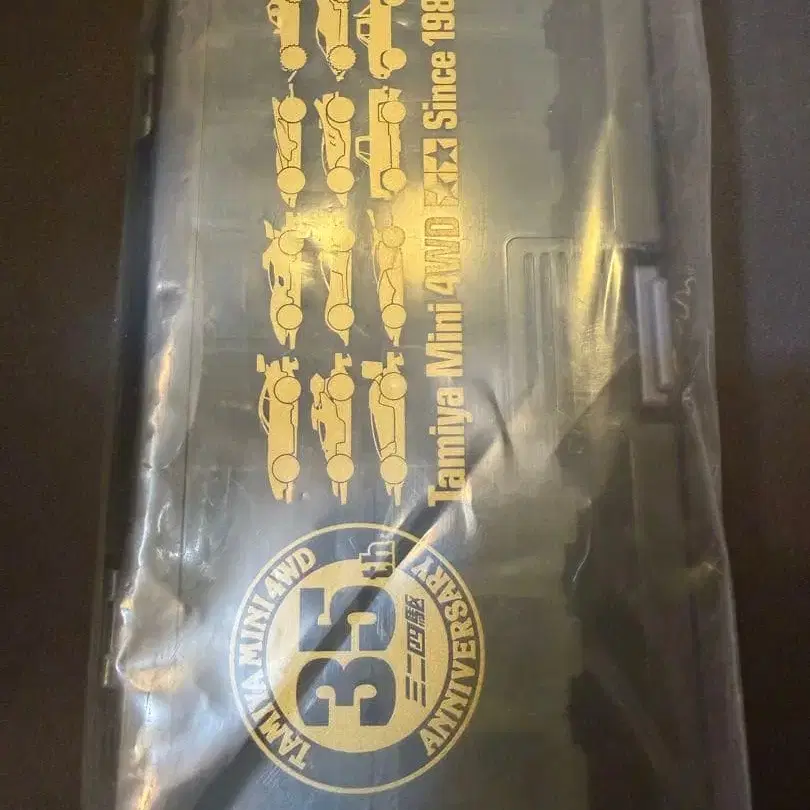 Tamiya Mini 4WD Since 198
TAMIYA MINI 4WD
35th
ミニ四駆
ANNIVERSARY